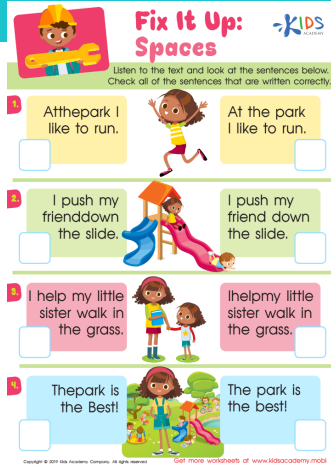 Fix It Up:
Spaces
KIDS
ACADEMY
Listen to the text and look at the sentences below.
Check all of the sentences that are written correctly.
1.
Atthepark I
like to run.
At the park
I like to run.
2.
I push my
frienddown
the slide.
I push my
friend down
the slide.
3.
I help my little
sister walk in
the grass.
Ihelpmy little
sister walk in
the grass.
4.
Thepark is
the Best!
The park is
the best!
Copyright © 2019 Kids Academy Company. All rights reserved
Get more worksheets at www.kidsacademy.mobi